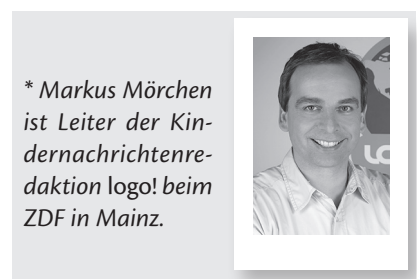 * Markus Mörchen
ist Leiter der Kin-
dernachrichtenre-
daktion logo! beim
ZDF in Mainz.